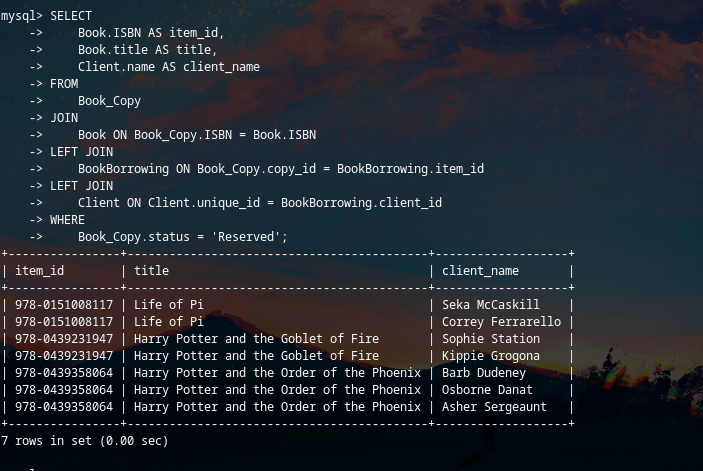 mysql> SELECT
    ->     Book.ISBN AS item_id,
    ->     Book.title AS title,
    ->     Client.name AS client_name
    -> FROM
    ->     Book_Copy
    -> JOIN
    ->     Book ON Book_Copy.ISBN = Book.ISBN
    -> LEFT JOIN
    ->     BookBorrowing ON Book_Copy.copy_id = BookBorrowing.item_id
    -> LEFT JOIN
    ->     Client ON Client.unique_id = BookBorrowing.client_id
    -> WHERE
    ->     Book_Copy.status = 'Reserved';
+----------------+-------------------------------------------+-------------------+
| item_id        | title                                     | client_name       |
+----------------+-------------------------------------------+-------------------+
| 978-0151008117 | Life of Pi                                | Seka McCaskill    |
| 978-0151008117 | Life of Pi                                | Correy Ferrarello |
| 978-0439231947 | Harry Potter and the Goblet of Fire       | Sophie Station    |
| 978-0439231947 | Harry Potter and the Goblet of Fire       | Kippie Grogona    |
| 978-0439358064 | Harry Potter and the Order of the Phoenix | Barb Dudeney      |
| 978-0439358064 | Harry Potter and the Order of the Phoenix | Osborne Danat     |
| 978-0439358064 | Harry Potter and the Order of the Phoenix | Asher Sergeaunt   |
+----------------+-------------------------------------------+-------------------+
7 rows in set (0.00 sec)